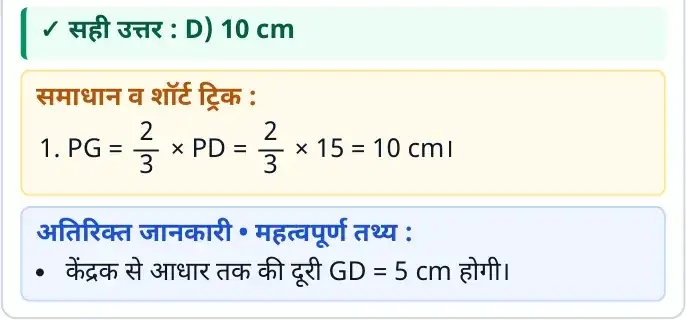 ✓ सही उत्तर : D) 10 cm
समाधान व शॉर्ट ट्रिक :
1. PG = 2/3 × PD = 2/3 × 15 = 10 cm।
अतिरिक्त जानकारी • महत्वपूर्ण तथ्य :
• केंद्रक से आधार तक की दूरी GD = 5 cm होगी।